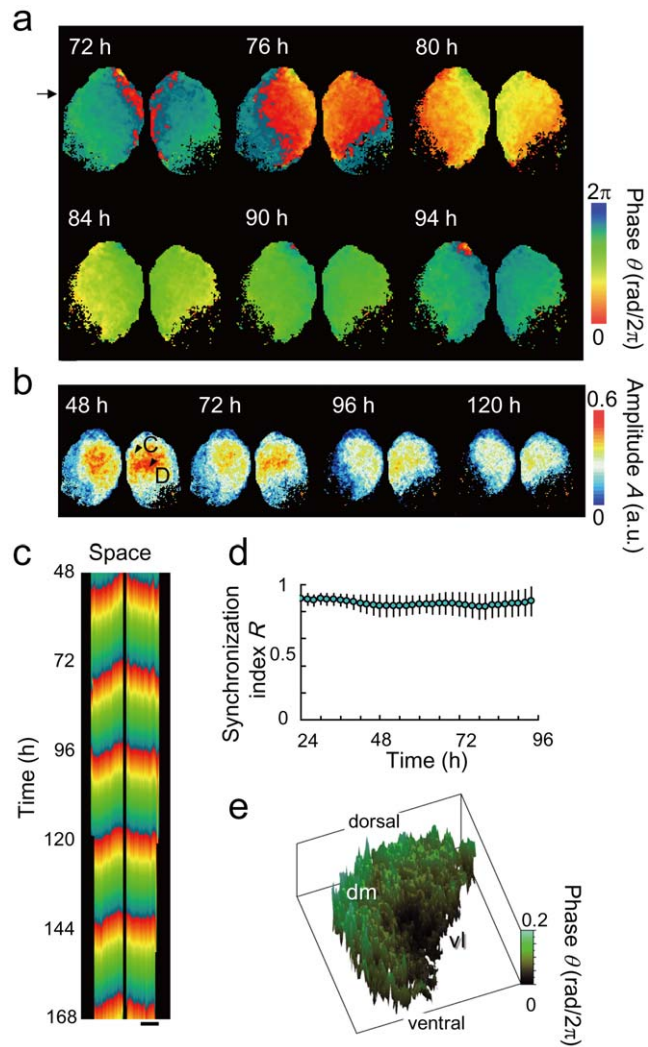 a
72 h
76 h
80 h
84 h
90 h
94 h
2π
0
Phase θ (rad/2π)
b
48 h
72 h
96 h
120 h
C
D
0.6
0
Amplitude A (a.u.)
c
Space
48
72
96
120
144
168
Time (h)
d
1
0.5
0
Synchronization
index R
24
48
72
96
Time (h)
e
dorsal
dm
vl
ventral
0.2
0
Phase θ (rad/2π)